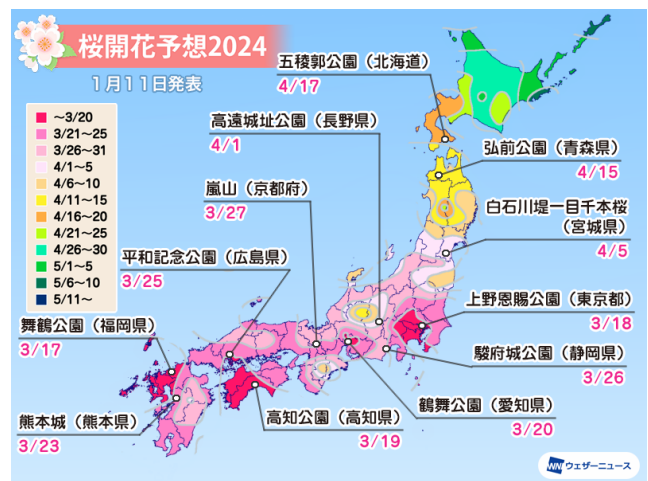 桜開花予想2024
1月11日発表
～3/20
3/21～25
3/26～31
4/1～5
4/6～10
4/11～15
4/16～20
4/21～25
4/26～30
5/1～5
5/6～10
5/11～
五稜郭公園（北海道）
4/17
高遠城址公園（長野県）
4/1
弘前公園（青森県）
4/15
嵐山（京都府）
3/27
白石川堤一目千本桜
（宮城県）
4/5
平和記念公園（広島県）
3/25
上野恩賜公園（東京都）
3/18
舞鶴公園（福岡県）
3/17
駿府城公園（静岡県）
3/26
鶴舞公園（愛知県）
3/20
熊本城（熊本県）
3/23
高知公園（高知県）
3/19
WN ウェザーニュース